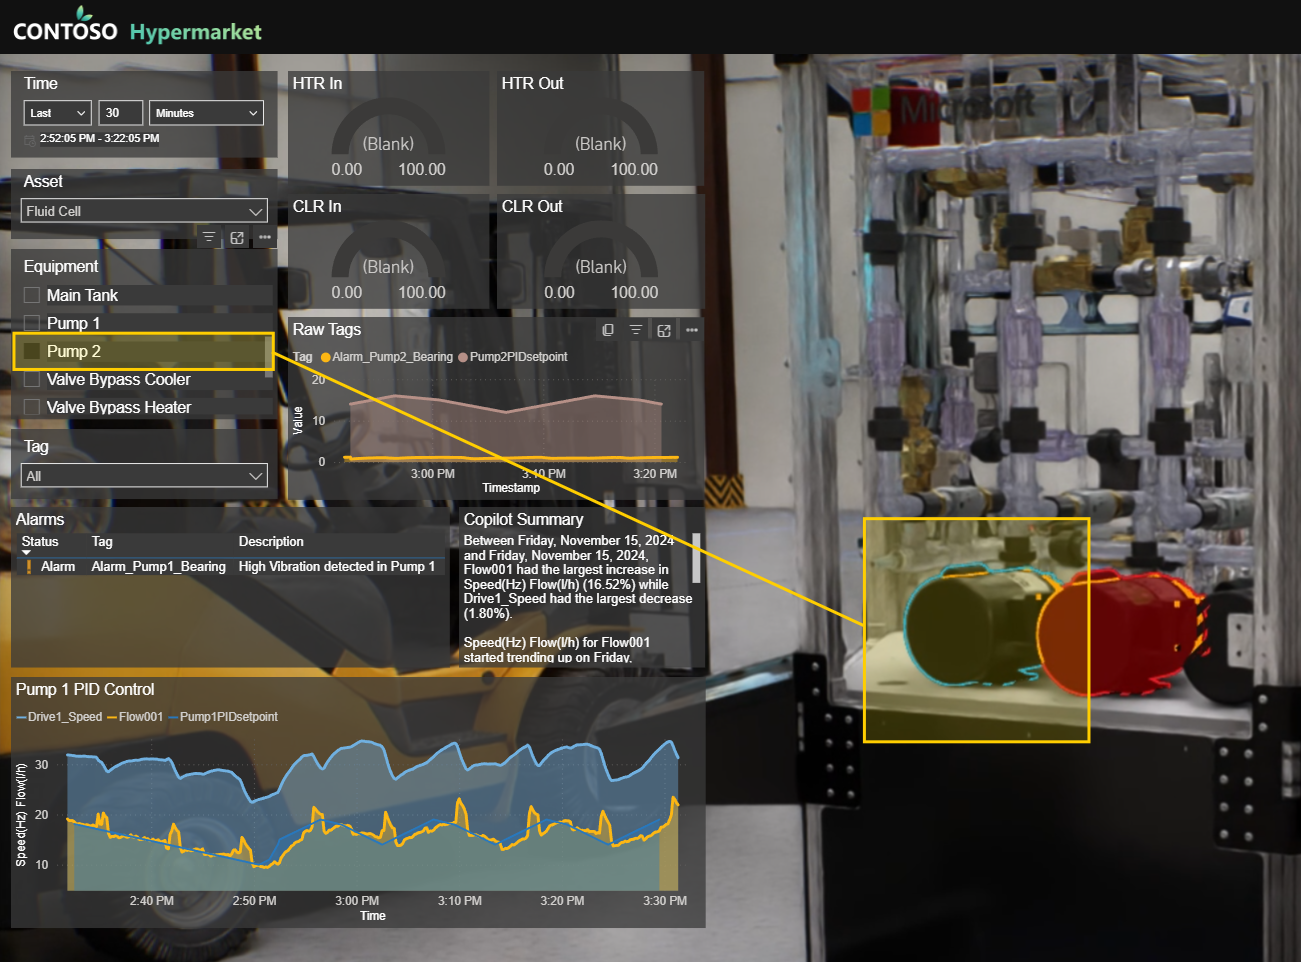 CONTOSO Hypermarket
Time
Last 30 Minutes
2:52:05 PM - 3:22:05 PM
Asset
Fluid Cell
Equipment
Main Tank
Pump 1
Pump 2
Valve Bypass Cooler
Valve Bypass Heater
Tag
All
HTR In
(Blank)
0.00 100.00
HTR Out
(Blank)
0.00 100.00
CLR In
(Blank)
0.00 100.00
CLR Out
(Blank)
0.00 100.00
Raw Tags
Tag Alarm_Pump2_Bearing Pump2PIDsetpoint
Value
20
10
0
3:00 PM 3:10 PM 3:20 PM
Timestamp
Alarms
Status Tag Description
! Alarm Alarm_Pump1_Bearing High Vibration detected in Pump 1
Copilot Summary
Between Friday, November 15, 2024
and Friday, November 15, 2024,
Flow001 had the largest increase in
Speed(Hz) Flow(l/h) (16.52%) while
Drive1_Speed had the largest decrease
(1.80%).
Speed(Hz) Flow(l/h) for Flow001
started trending up on Friday,
Pump 1 PID Control
Drive1_Speed Flow001 Pump1PIDsetpoint
Speed(Hz) Flow(l/h)
30
20
10
2:40 PM 2:50 PM 3:00 PM 3:10 PM 3:20 PM 3:30 PM
Time
Microsoft